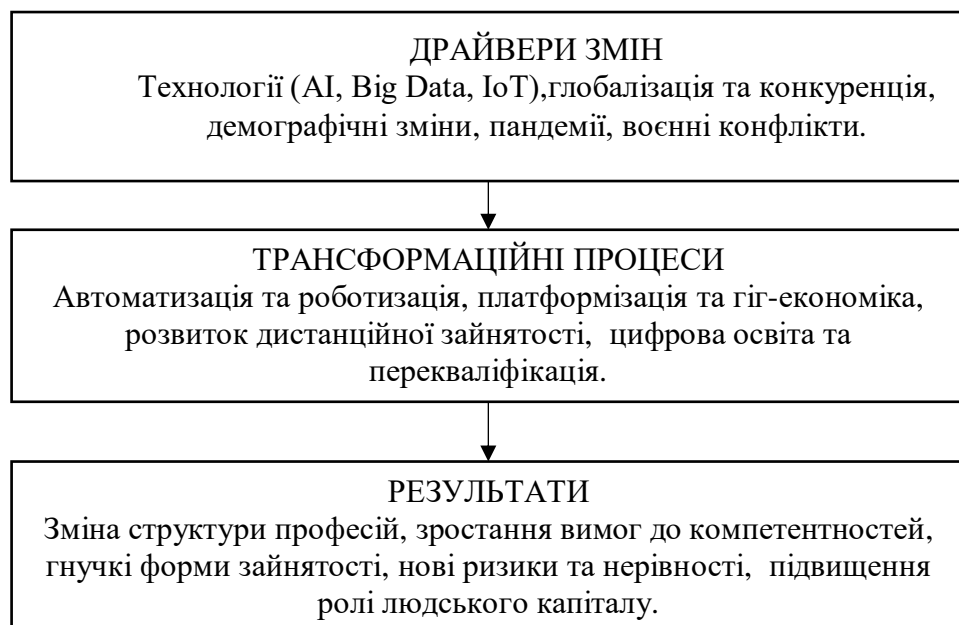 ДРАЙВЕРИ ЗМІН
Технології (AI, Big Data, IoT),глобалізація та конкуренція,
демографічні зміни, пандемії, воєнні конфлікти.
ТРАНСФОРМАЦІЙНІ ПРОЦЕСИ
Автоматизація та роботизація, платформізація та гіг-економіка,
розвиток дистанційної зайнятості, цифрова освіта та
перекваліфікація.
РЕЗУЛЬТАТИ
Зміна структури професій, зростання вимог до компетентностей,
гнучкі форми зайнятості, нові ризики та нерівності, підвищення
ролі людського капіталу.